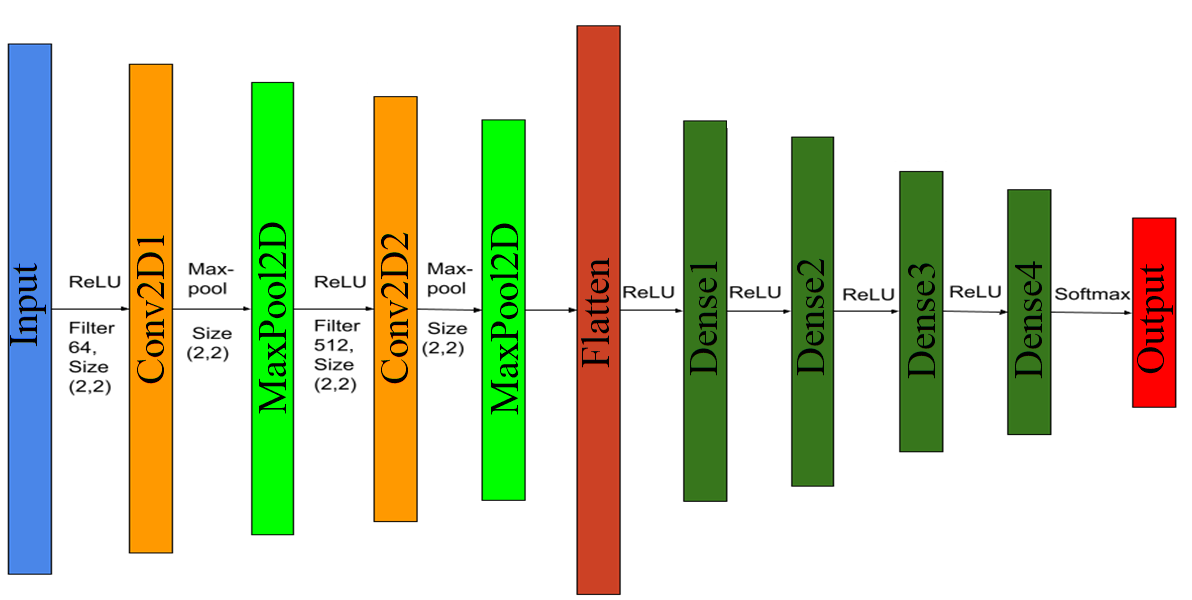 Input
ReLU
Filter
64,
Size
(2,2)
Conv2D1
Max-
pool
Size
(2,2)
MaxPool2D
ReLU
Filter
512,
Size
(2,2)
Conv2D2
Max-
pool
Size
(2,2)
MaxPool2D
Flatten
ReLU
Dense1
ReLU
Dense2
ReLU
Dense3
ReLU
Dense4
Softmax
Output